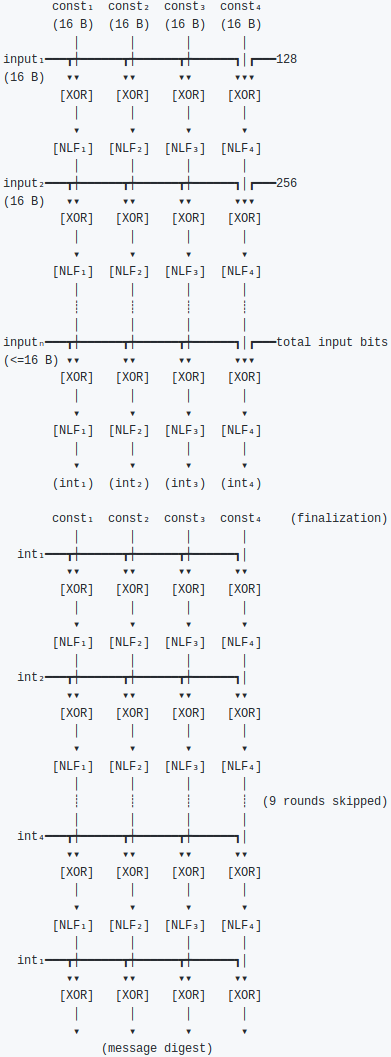 const₁ const₂ const₃ const₄
(16 B) (16 B) (16 B) (16 B)
input₁ 128
(16 B)
[XOR] [XOR] [XOR] [XOR]
[NLF₁] [NLF₂] [NLF₃] [NLF₄]
input₂ 256
(16 B)
[XOR] [XOR] [XOR] [XOR]
[NLF₁] [NLF₂] [NLF₃] [NLF₄]
inputₙ total input bits
(<=16 B)
[XOR] [XOR] [XOR] [XOR]
[NLF₁] [NLF₂] [NLF₃] [NLF₄]
(int₁) (int₂) (int₃) (int₄)
const₁ const₂ const₃ const₄ (finalization)
int₁
[XOR] [XOR] [XOR] [XOR]
[NLF₁] [NLF₂] [NLF₃] [NLF₄]
int₂
[XOR] [XOR] [XOR] [XOR]
[NLF₁] [NLF₂] [NLF₃] [NLF₄]
(9 rounds skipped)
int₄
[XOR] [XOR] [XOR] [XOR]
[NLF₁] [NLF₂] [NLF₃] [NLF₄]
int₁
[XOR] [XOR] [XOR] [XOR]
(message digest)